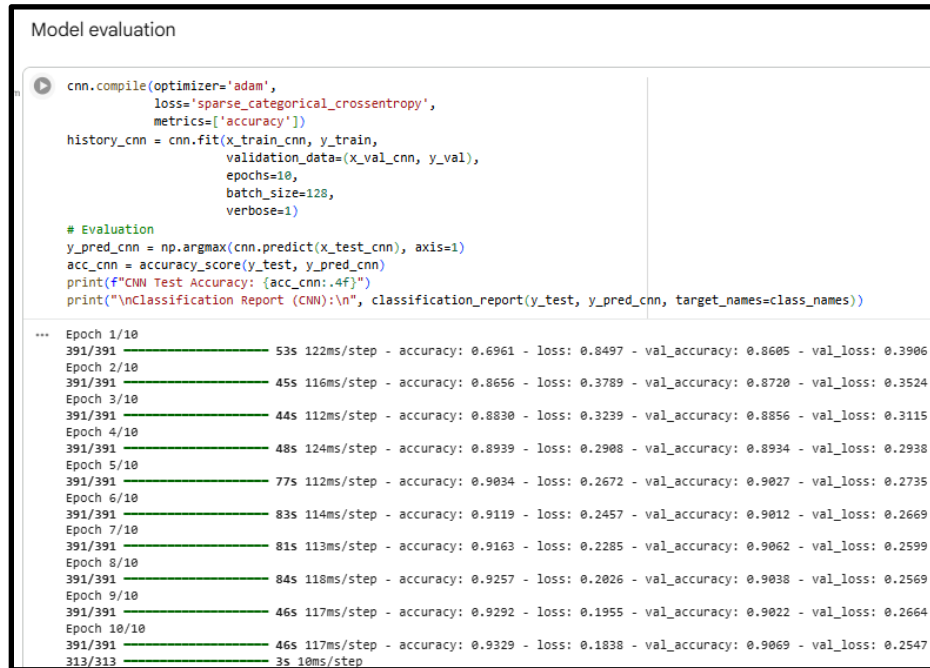 Model evaluation
cnn.compile(optimizer='adam',
loss='sparse_categorical_crossentropy',
metrics=['accuracy'])
history_cnn = cnn.fit(x_train_cnn, y_train,
validation_data=(x_val_cnn, y_val),
epochs=10,
batch_size=128,
verbose=1)
# Evaluation
y_pred_cnn = np.argmax(cnn.predict(x_test_cnn), axis=1)
acc_cnn = accuracy_score(y_test, y_pred_cnn)
print(f"CNN Test Accuracy: {acc_cnn:.4f}")
print("\nClassification Report (CNN):\n", classification_report(y_test, y_pred_cnn, target_names=class_names))
Epoch 1/10
391/391 53s 122ms/step - accuracy: 0.6961 - loss: 0.8497 - val_accuracy: 0.8605 - val_loss: 0.3906
Epoch 2/10
391/391 45s 116ms/step - accuracy: 0.8656 - loss: 0.3789 - val_accuracy: 0.8720 - val_loss: 0.3524
Epoch 3/10
391/391 44s 112ms/step - accuracy: 0.8830 - loss: 0.3239 - val_accuracy: 0.8856 - val_loss: 0.3115
Epoch 4/10
391/391 48s 124ms/step - accuracy: 0.8939 - loss: 0.2908 - val_accuracy: 0.8934 - val_loss: 0.2938
Epoch 5/10
391/391 77s 112ms/step - accuracy: 0.9034 - loss: 0.2672 - val_accuracy: 0.9027 - val_loss: 0.2735
Epoch 6/10
391/391 83s 114ms/step - accuracy: 0.9119 - loss: 0.2457 - val_accuracy: 0.9012 - val_loss: 0.2669
Epoch 7/10
391/391 81s 113ms/step - accuracy: 0.9163 - loss: 0.2285 - val_accuracy: 0.9062 - val_loss: 0.2599
Epoch 8/10
391/391 84s 118ms/step - accuracy: 0.9257 - loss: 0.2026 - val_accuracy: 0.9038 - val_loss: 0.2569
Epoch 9/10
391/391 46s 117ms/step - accuracy: 0.9292 - loss: 0.1955 - val_accuracy: 0.9022 - val_loss: 0.2664
Epoch 10/10
391/391 46s 117ms/step - accuracy: 0.9329 - loss: 0.1838 - val_accuracy: 0.9069 - val_loss: 0.2547
313/313 3s 10ms/step